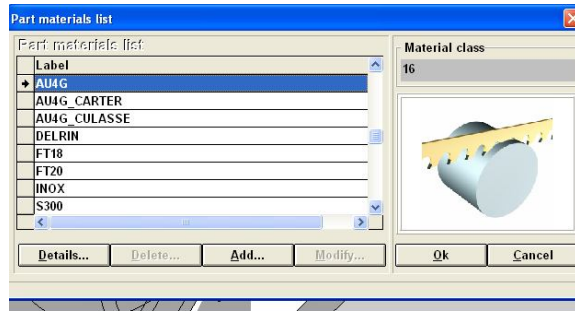 Part materials list
Part materials list
Label
AU4G
AU4G_CARTER
AU4G_CULASSE
DELRIN
FT18
FT20
INOX
S300
Details...
Delete...
Add...
Modify...
Material class
16
Ok
Cancel